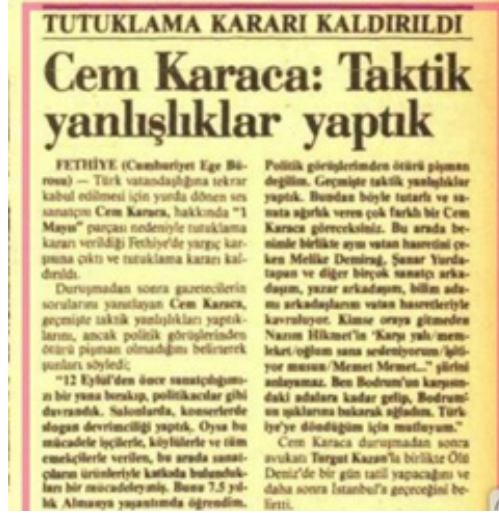 TUTUKLAMA KARARI KALDIRILDI
Cem Karaca: Taktik
yanlışlıklar yaptık
FETHİYE (Cumhuriyet Ege Bü-
rosu) — Türk vatandaşlığına tekrar
kabul edilmesi için yurda dönen ses
sanatçısı Cem Karaca, hakkında "1
Mayıs" parçası nedeniyle tutuklama
kararı verildiği Fethiye'de yargıç kar-
şısına çıktı ve tutuklama kararı kal-
dırıldı.
Duruşmadan sonra gazetecilerin
sorularını yanıtlayan Cem Karaca,
geçmişte taktik yanlışlıkları yaptık-
larını, ancak politik görüşlerinden
ötürü pişman olmadığını belirterek
şunları söyledi;
"12 Eylül'den önce sanatçılığımı-
zı bir yana bırakıp, politikacılar gibi
davrandık. Salonlarda, konserlerde
slogan devrimciliği yaptık. Oysa bu
mücadele işçilerle, köylülerle ve tüm
emekçilerle verilen, bu arada sanat-
çıların ürünleriyle katkıda bulunduk-
ları bir mücadeleymiş. Bunu 7.5 yıl-
lık Almanya yaşantımda öğrendim.
Politik görüşlerimden ötürü pişman
değilim. Geçmişte taktik yanlışlıklar
yaptık. Bundan böyle tutarlı ve sa-
nata ağırlık veren çok farklı bir Cem
Karaca göreceksiniz. Bu arada be-
nimle birlikte aynı vatan hasretini çe-
ken Melike Demirağ, Şanar Yurda-
tapan ve diğer birçok sanatçı arka-
daşım, yazar arkadaşım, bilim ada-
mı arkadaşlarım vatan hasretleriyle
kavruluyor. Kimse oraya gitmeden
Nazım Hikmet'in 'Karşı yalı/mem-
leket/oğlum sana sesleniyorum/işiti-
yor musun/Memet Memet...' şiirini
anlayamaz. Ben Bodrum'un karşısın-
daki adalara kadar gelip, Bodrum'-
un ışıklarına bakarak ağladım. Türk-
iye'ye döndüğüm için mutluyum."
Cem Karaca duruşmadan sonra
avukatı Turgut Kazan'la birlikte Ölü
Deniz'de bir gün tatil yapacağını ve
daha sonra İstanbul'a geçeceğini be-
lirtti.